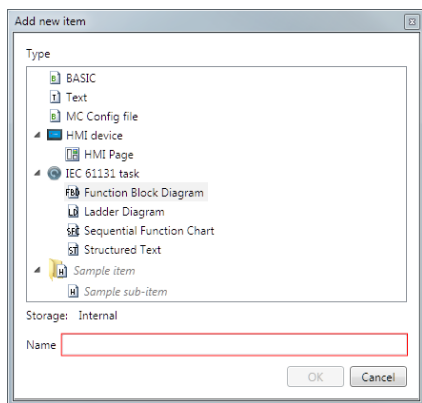 Add new item
Type
BASIC
Text
MC Config file
HMI device
HMI Page
IEC 61131 task
Function Block Diagram
Ladder Diagram
Sequential Function Chart
Structured Text
Sample item
Sample sub-item
Storage: Internal
Name
OK Cancel